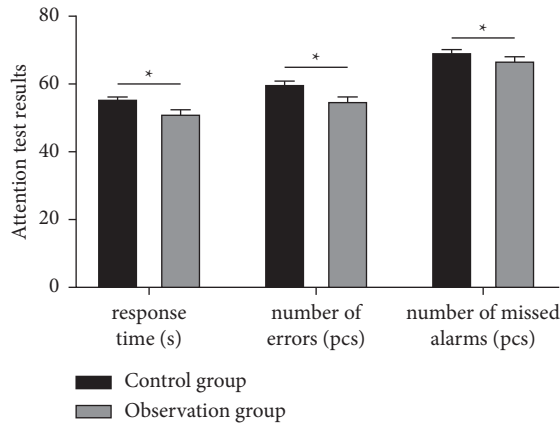 Attention test results
80
60
40
20
0
*
*
*
response
time (s)
number of
errors (pcs)
number of missed
alarms (pcs)
Control group
Observation group